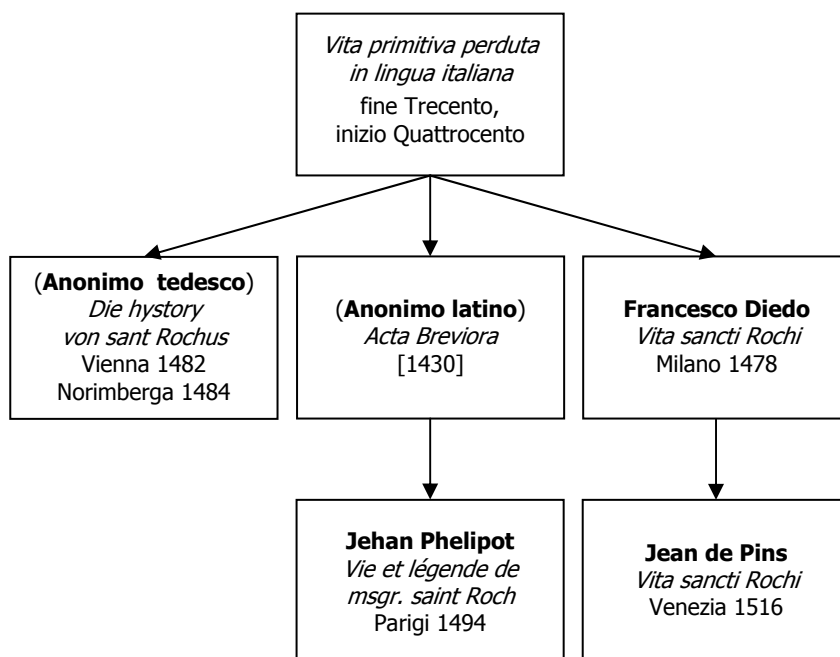 Vita primitiva perduta
in lingua italiana
fine Trecento,
inizio Quattrocento
(Anonimo tedesco)
Die hystory
von sant Rochus
Vienna 1482
Norimberga 1484
(Anonimo latino)
Acta Breviora
[1430]
Francesco Diedo
Vita sancti Rochi
Milano 1478
Jehan Phelipot
Vie et légende de
msgr. saint Roch
Parigi 1494
Jean de Pins
Vita sancti Rochi
Venezia 1516